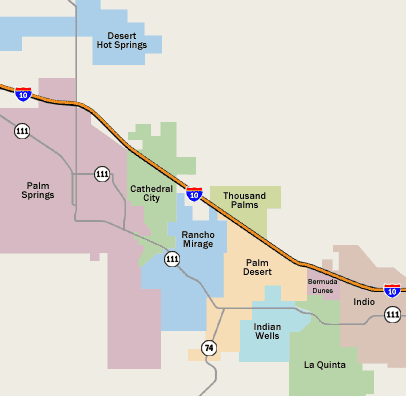 Desert
Hot Springs
10
111
111
Palm
Springs
Cathedral
City
10
Thousand
Palms
Rancho
Mirage
111
Palm
Desert
Bermuda
Dunes
10
Indio
111
Indian
Wells
74
La Quinta